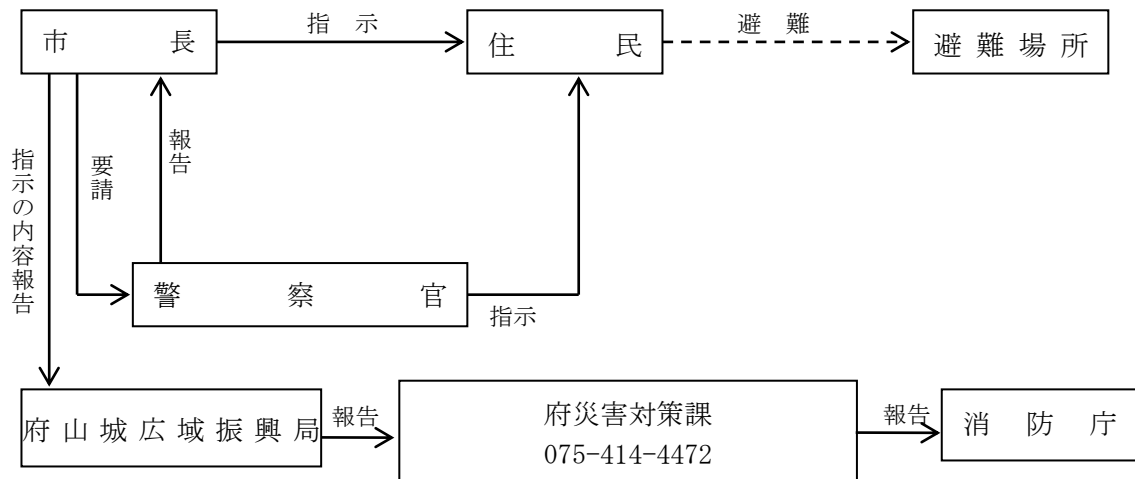 市長
指示
住民
避難
避難場所
指示の内容報告
要請
報告
警察官
指示
府山城広域振興局
報告
府災害対策課
075-414-4472
報告
消防庁